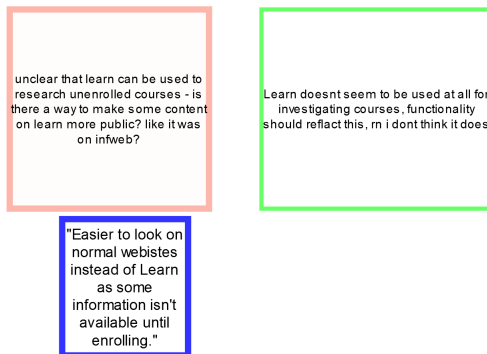 unclear that learn can be used to
research unenrolled courses - is
there a way to make some content
on learn more public? like it was
on infweb?
Learn doesnt seem to be used at all for
investigating courses, functionality
should reflact this, rn i dont think it does
"Easier to look on
normal webistes
instead of Learn
as some
information isn't
available until
enrolling."